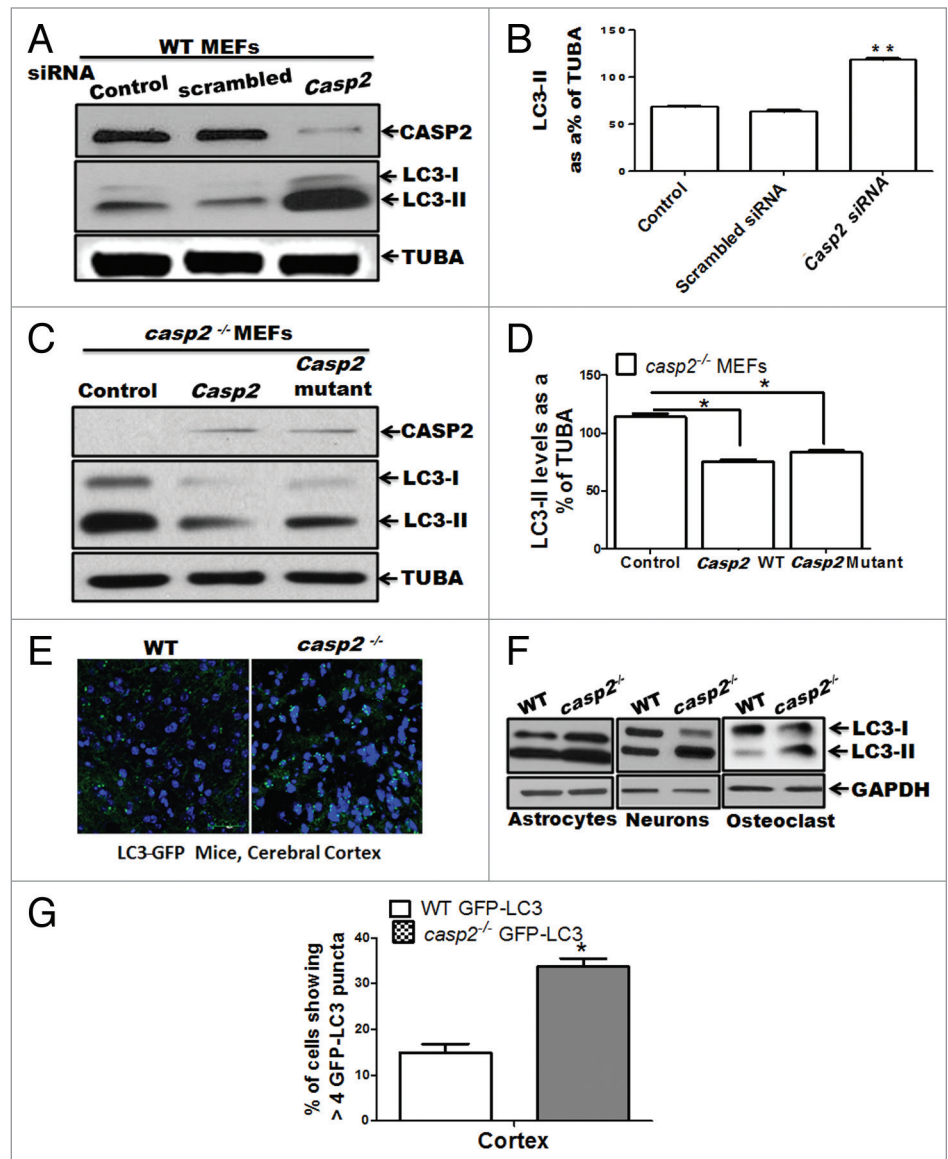 A
WT MEFs
siRNA
Control scrambled Casp2
CASP2
LC3-I
LC3-II
TUBA
B
LC3-II
as a% of TUBA
150
100
50
0
**
Control
Scrambled siRNA
Casp2 siRNA
C
casp2 -/- MEFs
Control Casp2 Casp2 mutant
CASP2
LC3-I
LC3-II
TUBA
D
casp2-/- MEFs
LC3-II levels as a
% of TUBA
150
100
50
0
*
*
Control Casp2 WT Casp2 Mutant
E
WT casp2 -/-
LC3-GFP Mice, Cerebral Cortex
F
WT casp2-/- WT casp2-/- WT casp2-/-
LC3-I
LC3-II
GAPDH
Astrocytes Neurons Osteoclast
G
WT GFP-LC3
casp2-/- GFP-LC3
% of cells showing
> 4 GFP-LC3 puncta
40
30
20
10
0
*
Cortex